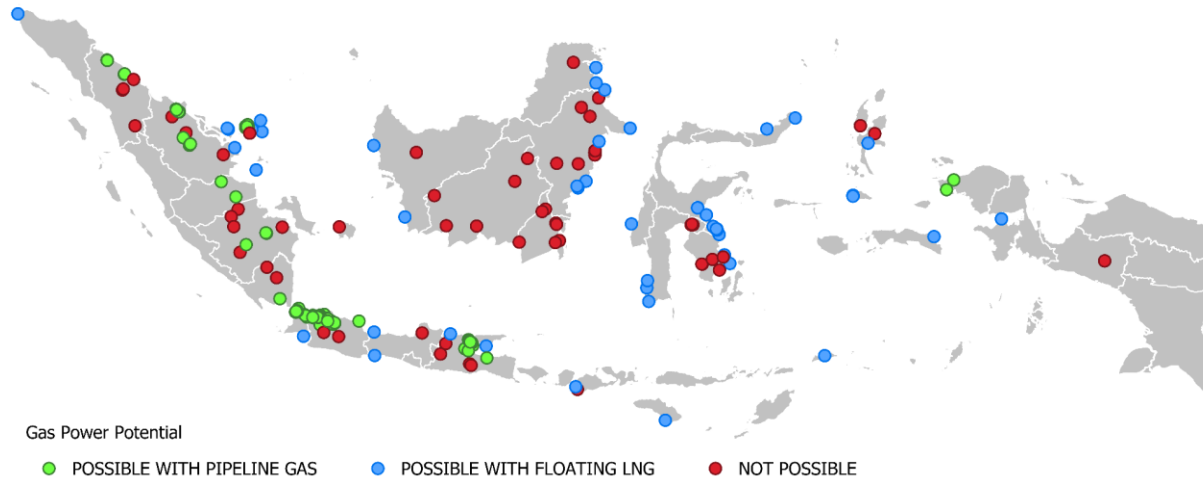 Gas Power Potential
POSSIBLE WITH PIPELINE GAS POSSIBLE WITH FLOATING LNG NOT POSSIBLE